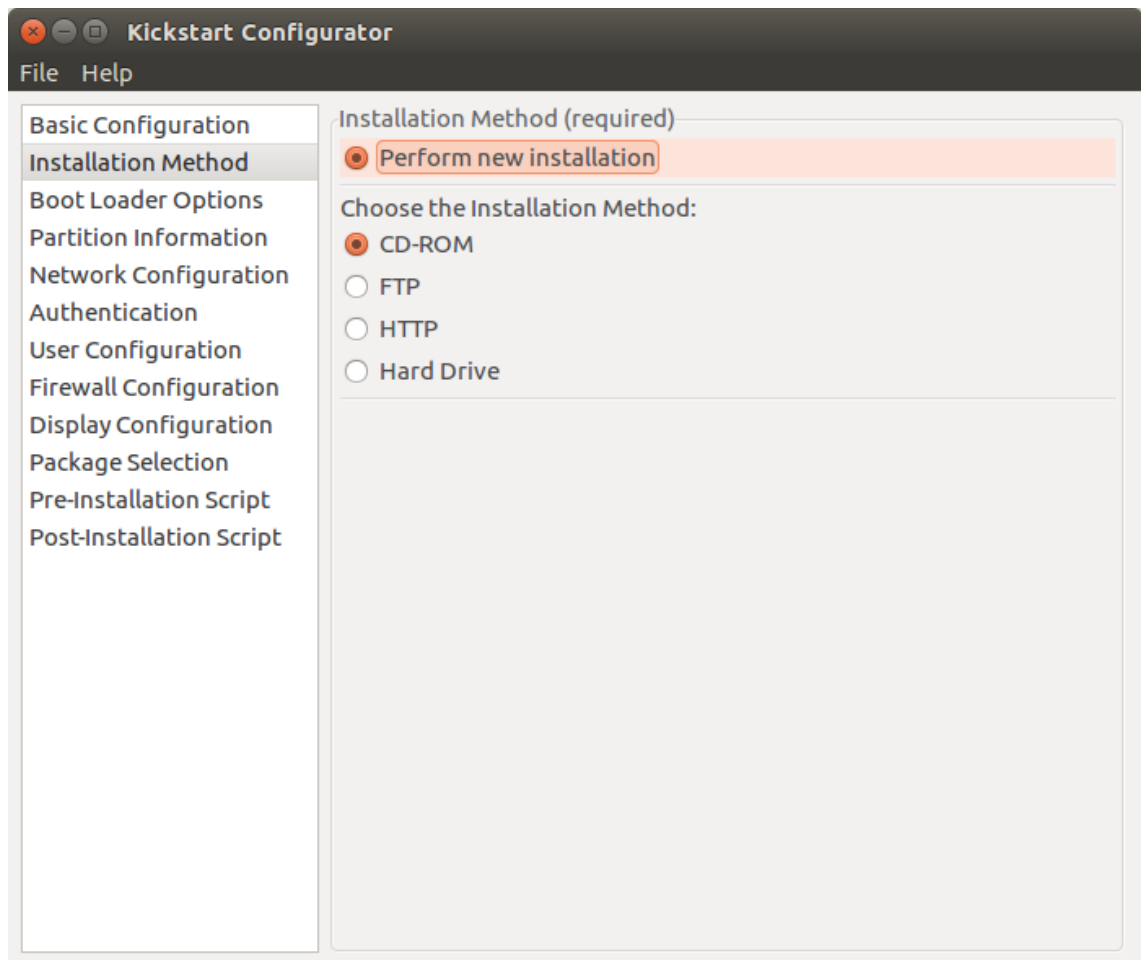 Kickstart Configurator
File Help
Basic Configuration
Installation Method
Boot Loader Options
Partition Information
Network Configuration
Authentication
User Configuration
Firewall Configuration
Display Configuration
Package Selection
Pre-Installation Script
Post-Installation Script
Installation Method (required)
Perform new installation
Choose the Installation Method:
CD-ROM
FTP
HTTP
Hard Drive